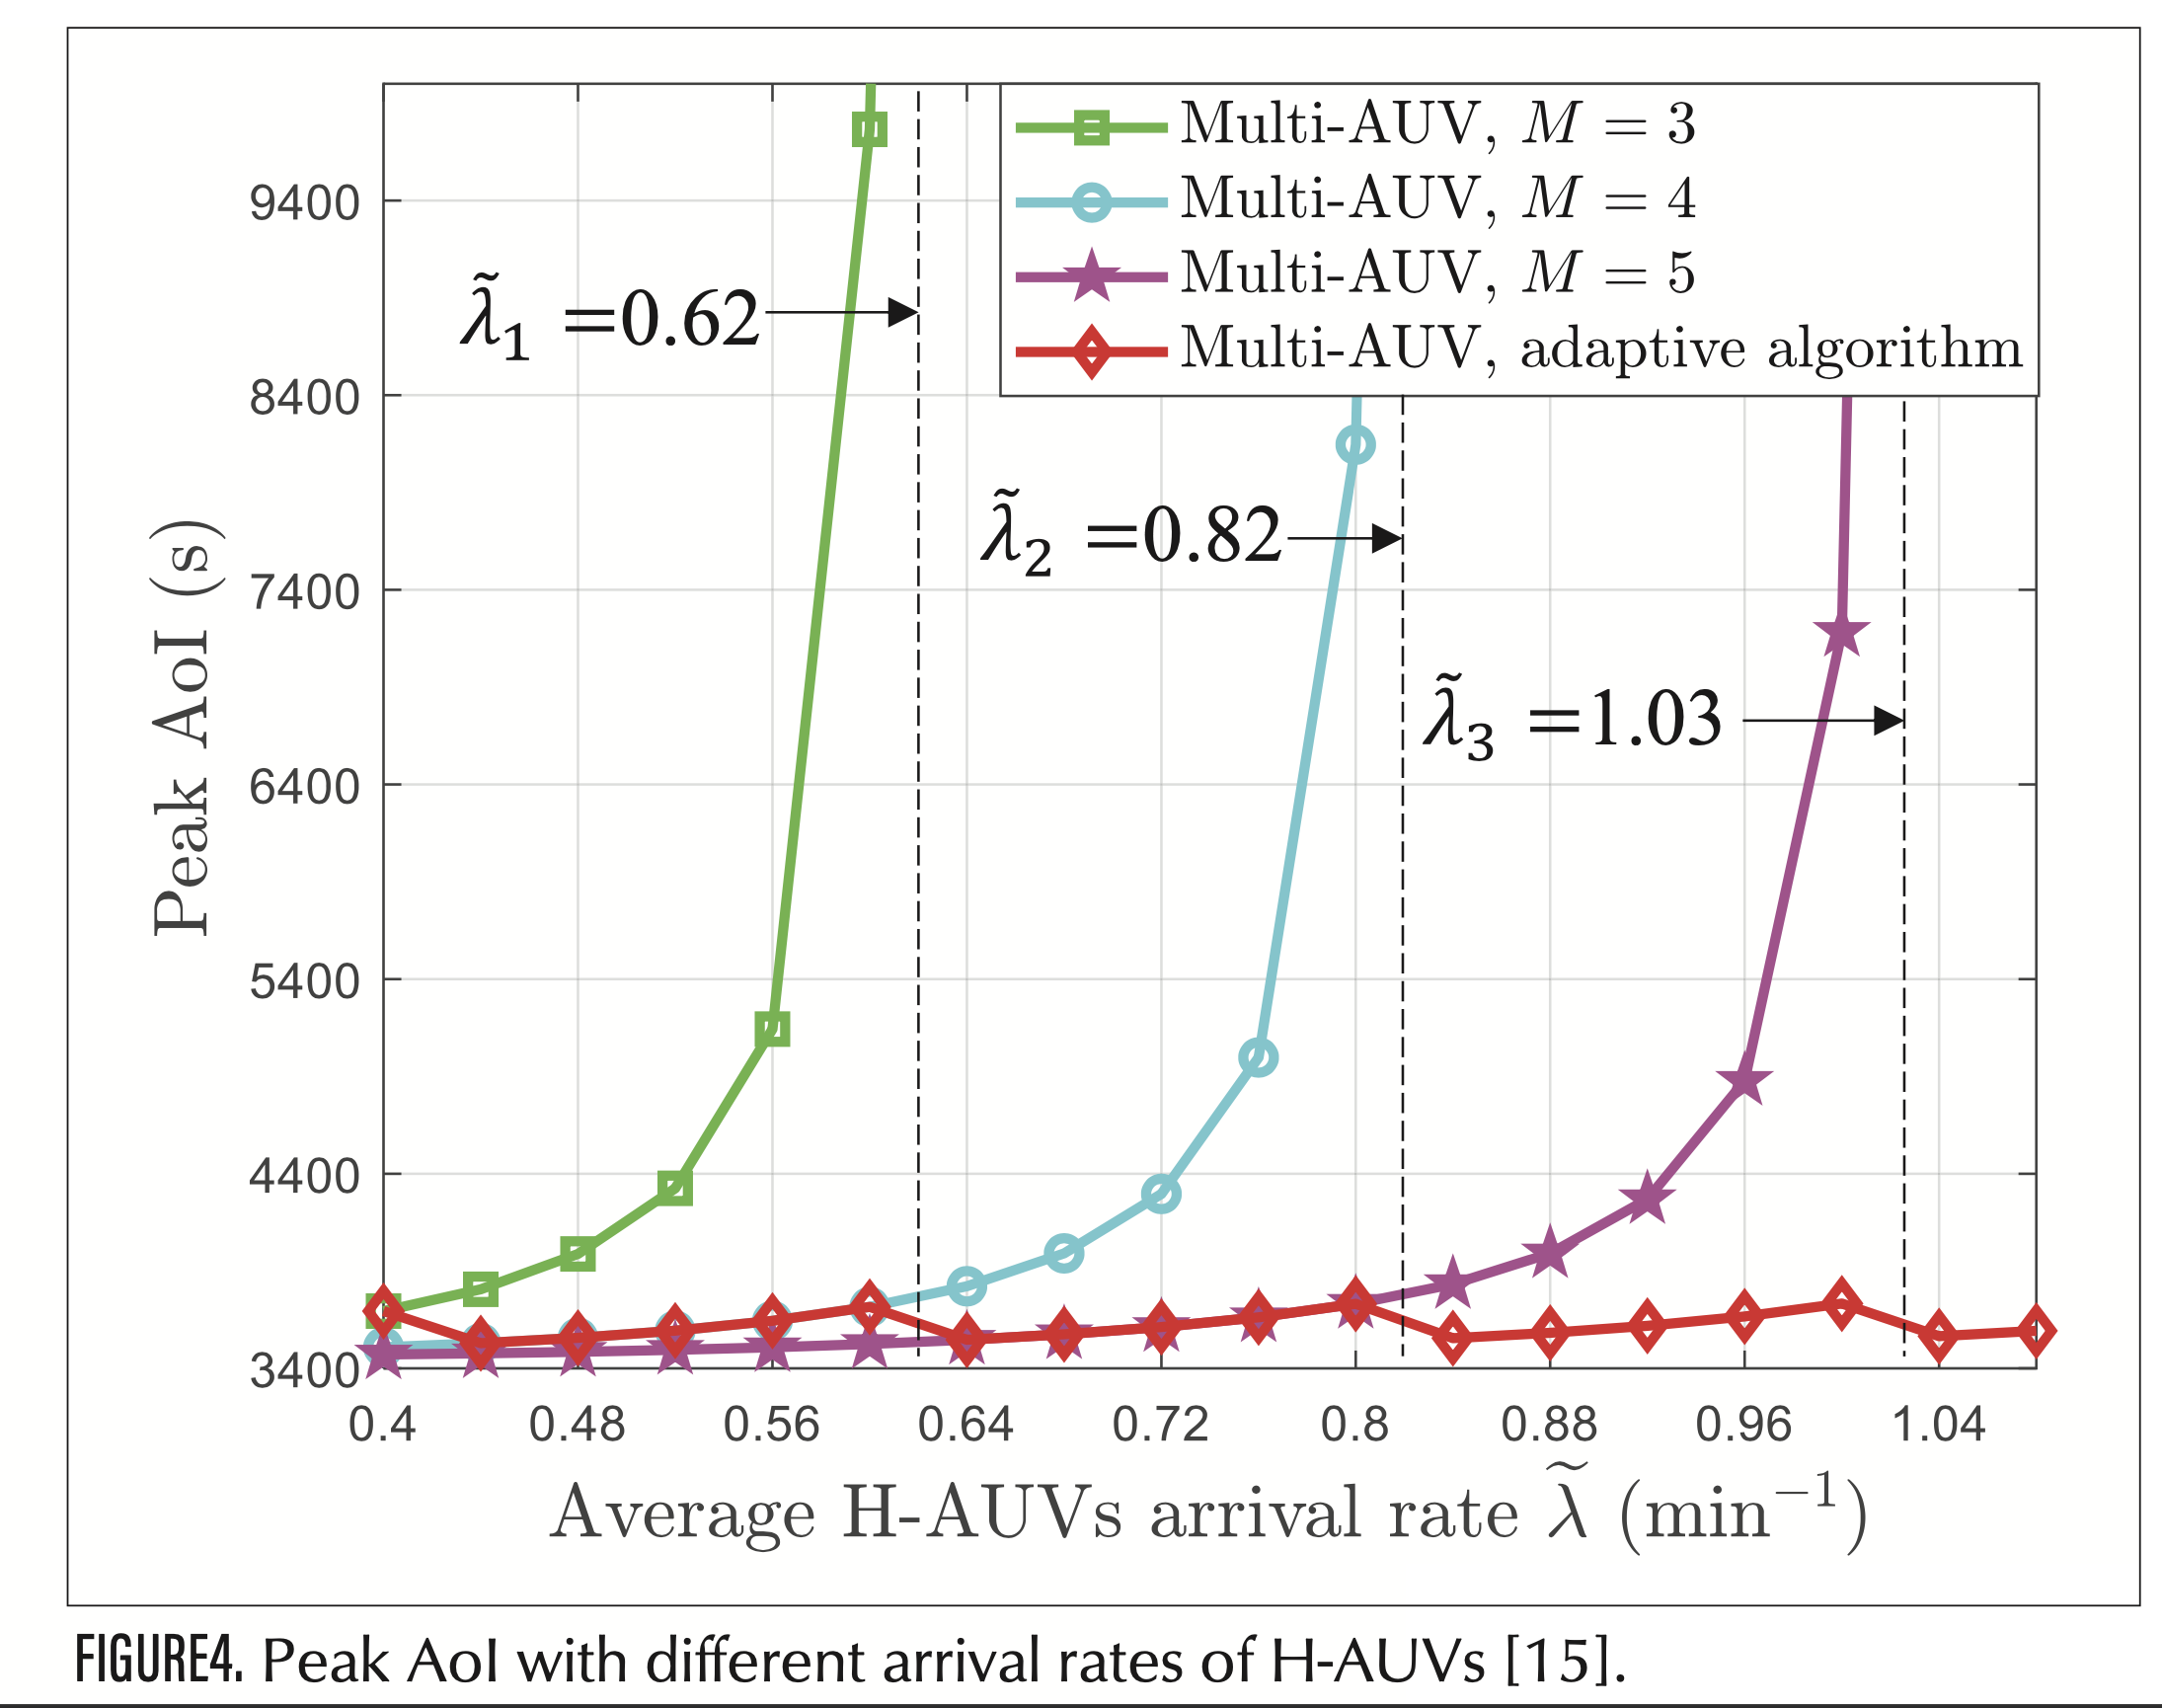 Multi-AUV, M = 3
Multi-AUV, M = 4
Multi-AUV, M = 5
Multi-AUV, adaptive algorithm
9400
8400
7400
6400
5400
4400
3400
Peak AoI (s)
λ̃₁ =0.62
λ̃₂ =0.82
λ̃₃ =1.03
0.4 0.48 0.56 0.64 0.72 0.8 0.88 0.96 1.04
Average H-AUVs arrival rate λ̃ (min⁻¹)
FIGURE4. Peak AoI with different arrival rates of H-AUVs [15].